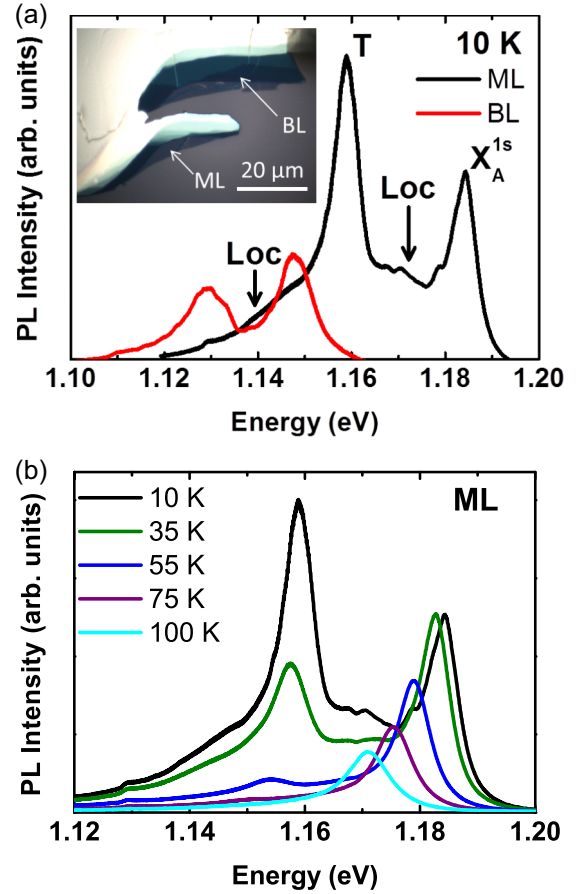 (a)
PL Intensity (arb. units)
BL
ML
20 μm
T
10 K
ML
BL
X_A^1s
Loc
Loc
1.10 1.12 1.14 1.16 1.18 1.20
Energy (eV)
(b)
PL Intensity (arb. units)
10 K
35 K
55 K
75 K
100 K
ML
1.12 1.14 1.16 1.18 1.20
Energy (eV)